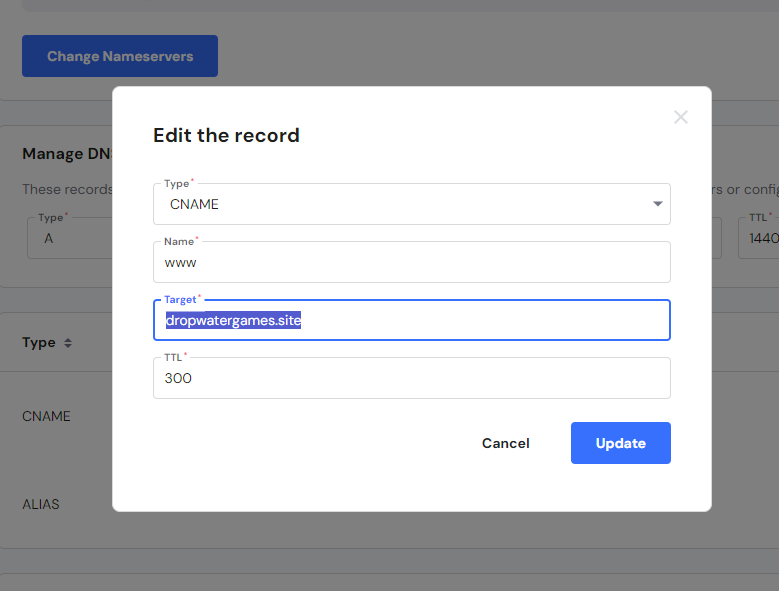 Change Nameservers
Edit the record
Manage DN
These records
rs or config
Type*
CNAME
Type*
A
TTL*
1440
Name*
www
Target*
dropwatergames.site
Type
TTL*
300
CNAME
Cancel
Update
ALIAS